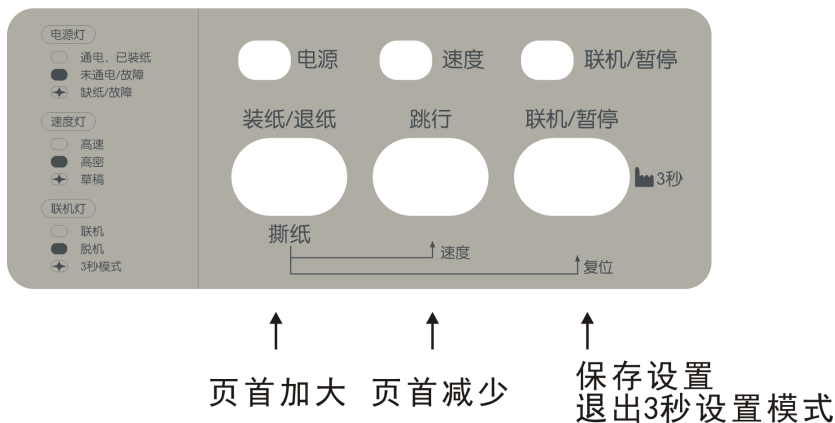 电源灯
通电，已装纸
未通电/故障
缺纸/故障
速度灯
高速
高密
草稿
联机灯
联机
脱机
3秒模式
电源
速度
联机/暂停
装纸/退纸
跳行
联机/暂停
3秒
撕纸
速度
复位
页首加大
页首减少
保存设置
退出3秒设置模式